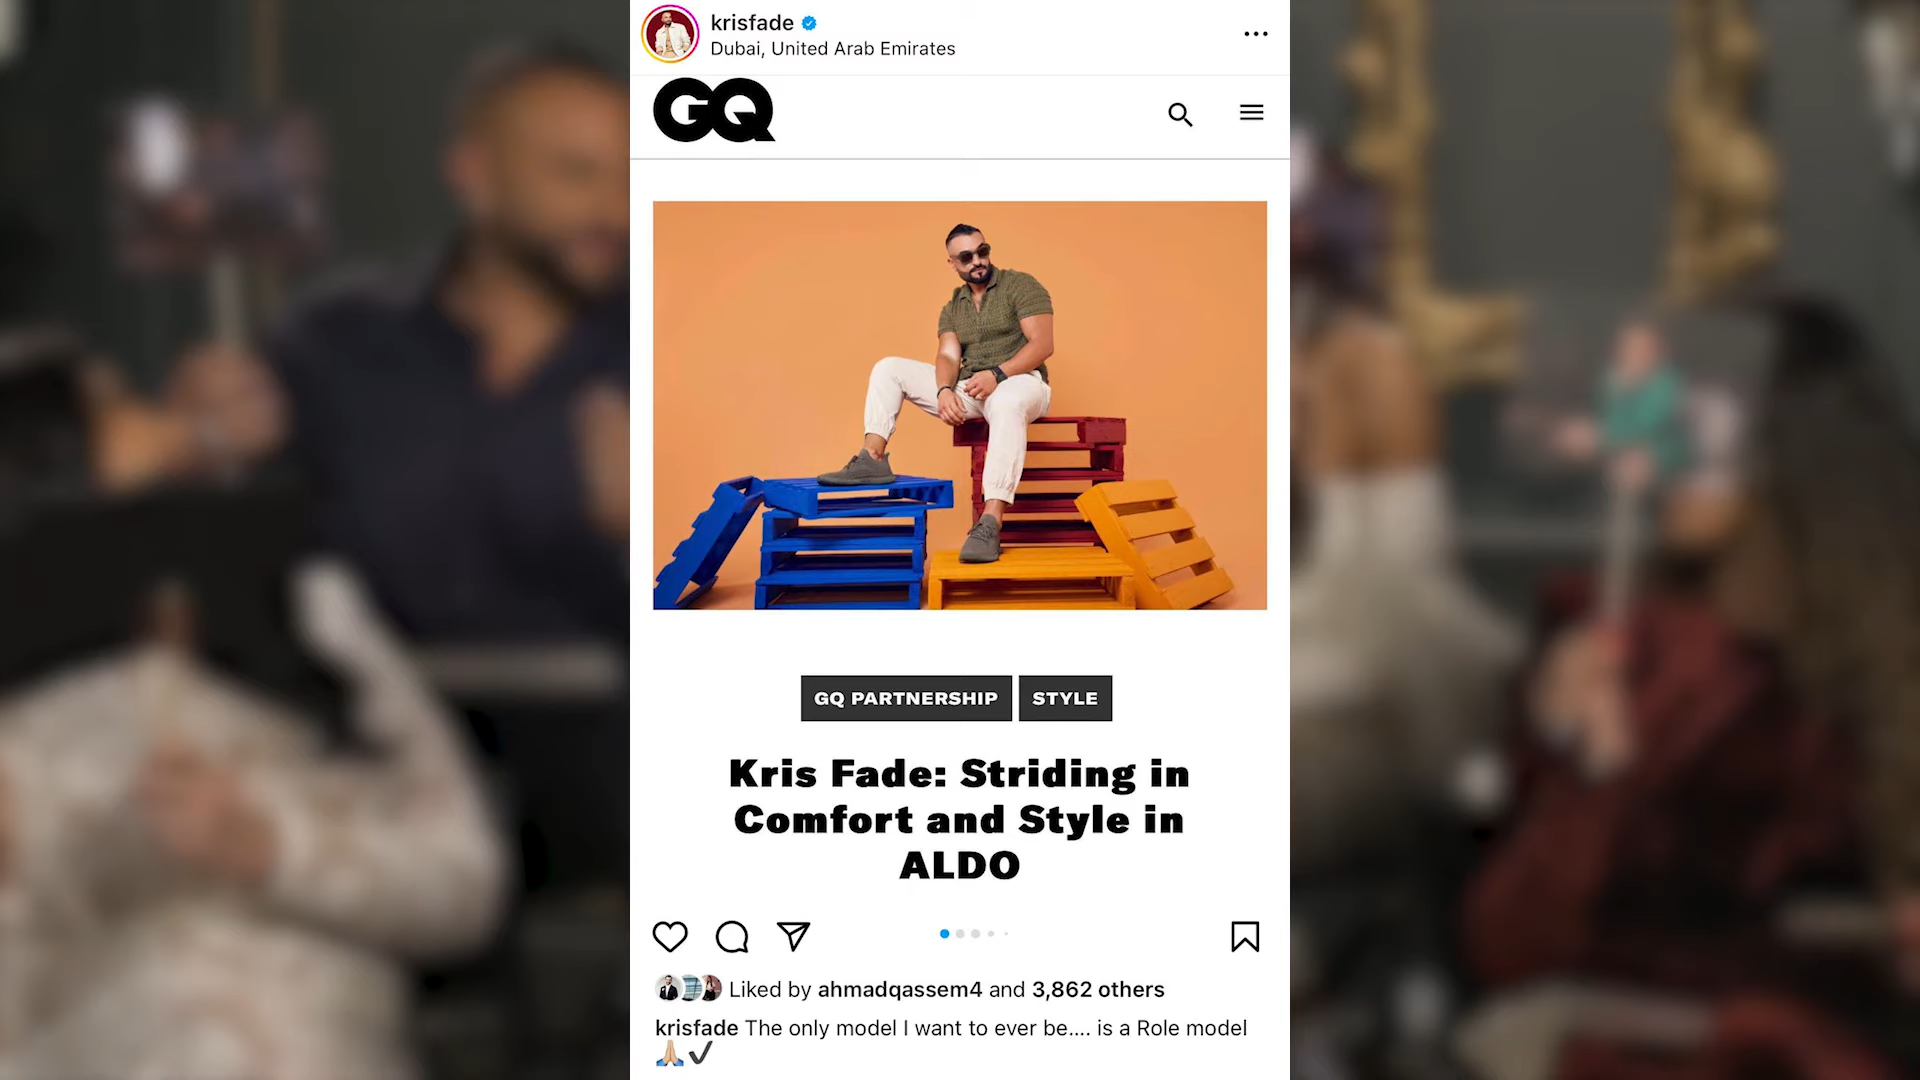 krisfade
Dubai, United Arab Emirates
GQ
GQ PARTNERSHIP
STYLE
Kris Fade: Striding in
Comfort and Style in
ALDO
Liked by ahmadqassem4 and 3,862 others
krisfade The only model I want to ever be.... is a Role model
🙏🏼✔️